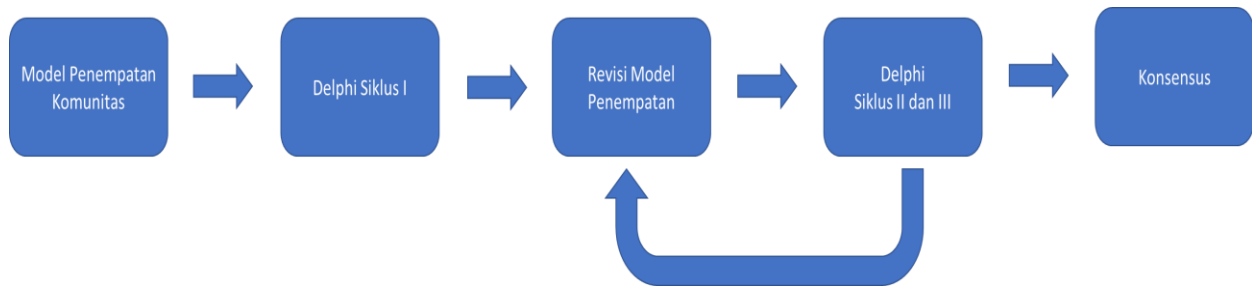 Model Penempatan
Komunitas
Delphi Siklus I
Revisi Model
Penempatan
Delphi
Siklus II dan III
Konsensus